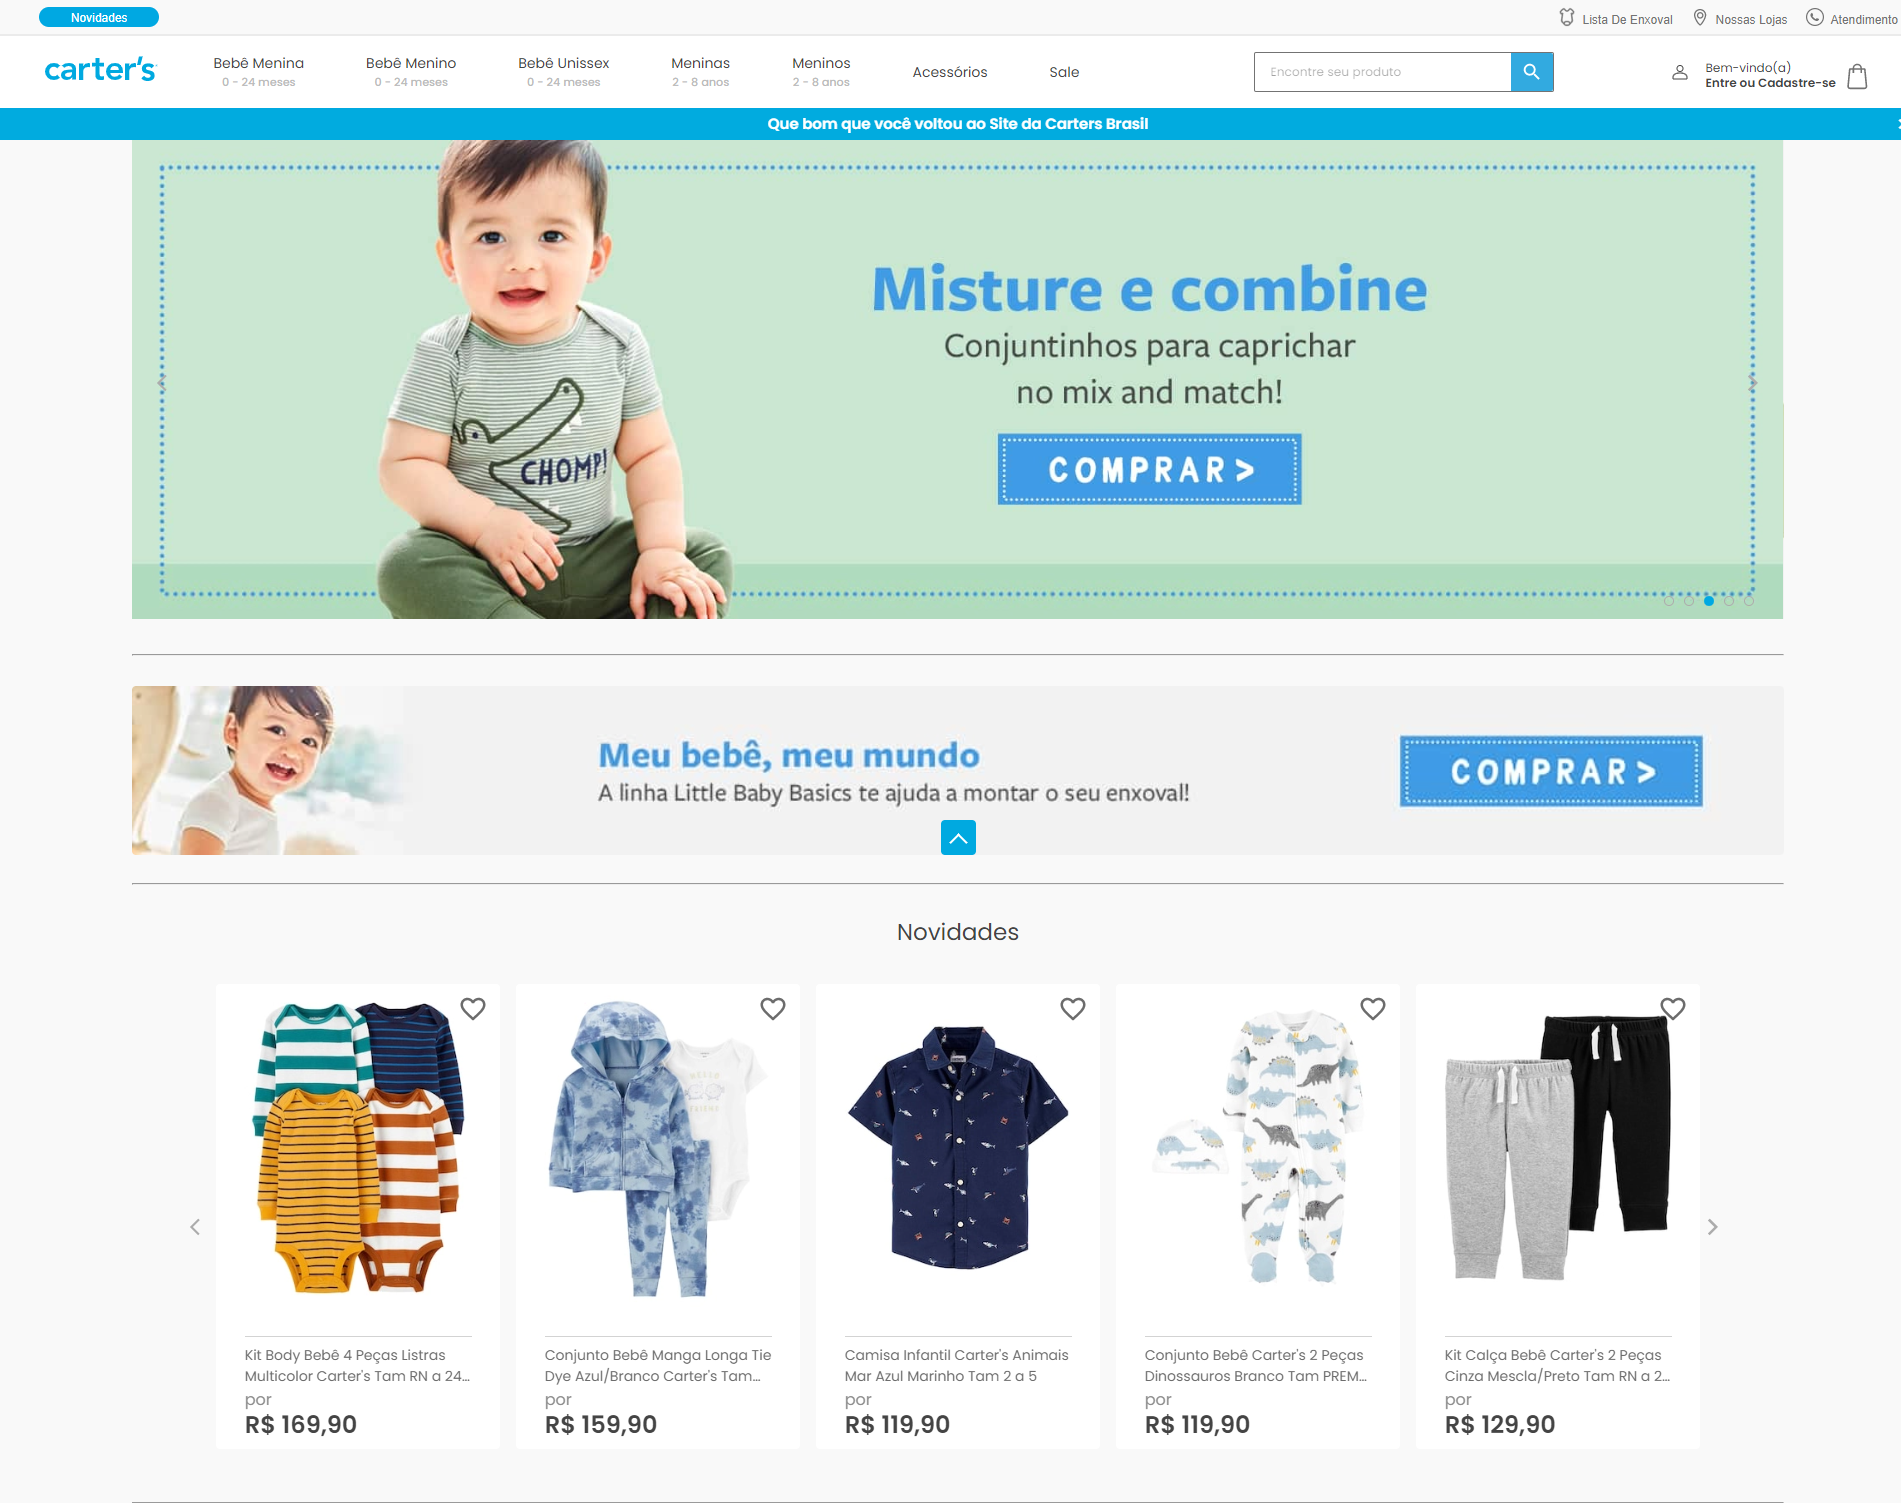 Novidades
Lista De Enxoval
Nossas Lojas
Atendimento
carter's
Bebê Menina
0 - 24 meses
Bebê Menino
0 - 24 meses
Bebê Unissex
0 - 24 meses
Meninas
2 - 8 anos
Meninos
2 - 8 anos
Acessórios
Sale
Encontre seu produto
Bem-vindo(a)
Entre ou Cadastre-se
Que bom que você voltou ao Site da Carters Brasil
Misture e combine
Conjuntinhos para caprichar
no mix and match!
COMPRAR >
CHOMP!
Meu bebê, meu mundo
A linha Little Baby Basics te ajuda a montar o seu enxoval!
COMPRAR >
Novidades
Kit Body Bebê 4 Peças Listras
Multicolor Carter's Tam RN a 24...
por
R$ 169,90
Conjunto Bebê Manga Longa Tie
Dye Azul/Branco Carter's Tam...
por
R$ 159,90
Camisa Infantil Carter's Animais
Mar Azul Marinho Tam 2 a 5
por
R$ 119,90
Conjunto Bebê Carter's 2 Peças
Dinossauros Branco Tam PREM...
por
R$ 119,90
Kit Calça Bebê Carter's 2 Peças
Cinza Mescla/Preto Tam RN a 2...
por
R$ 129,90